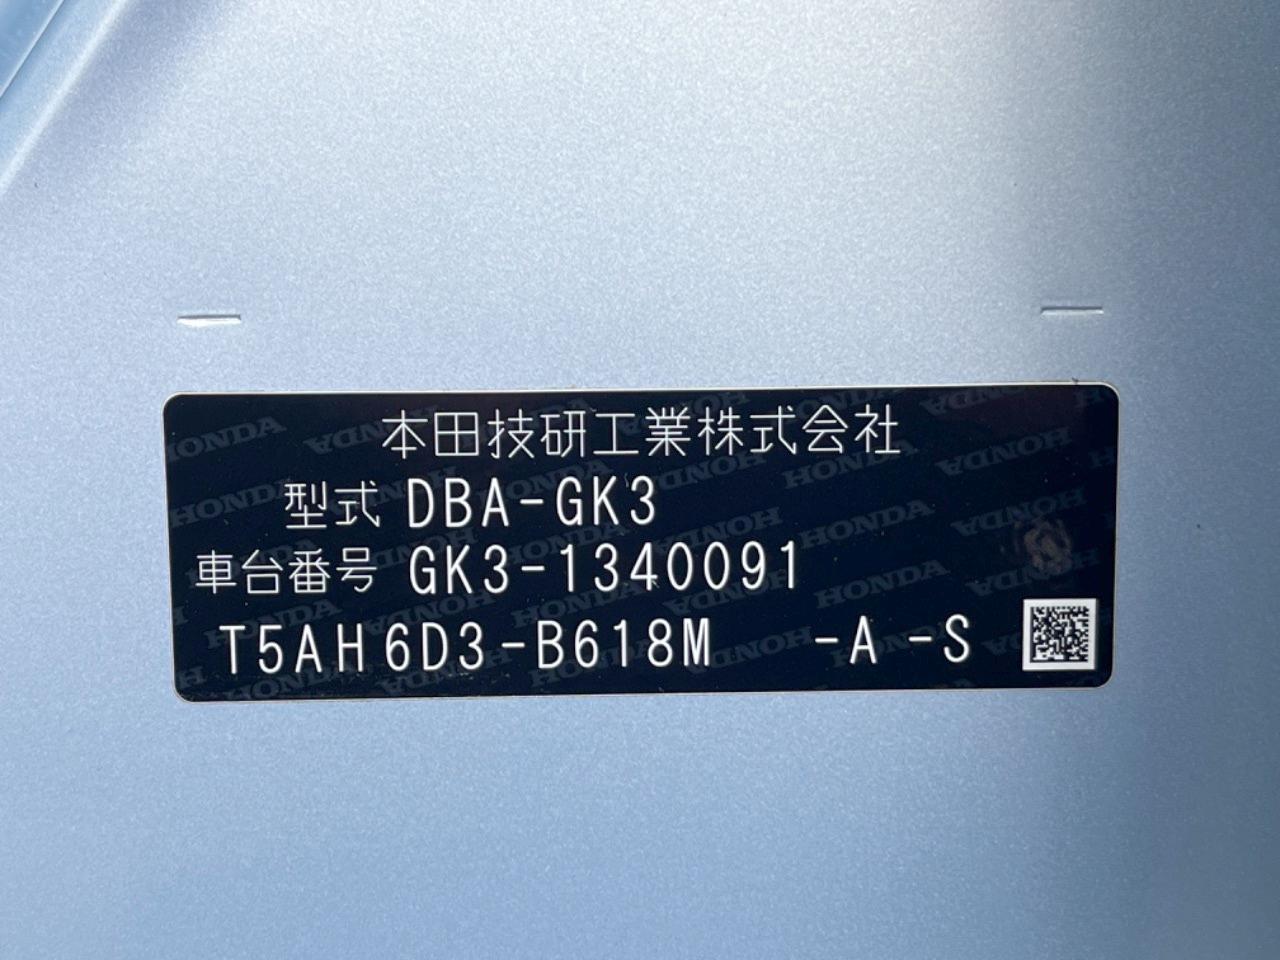 本田技研工業株式会社
型式 DBA-GK3
車台番号 GK3-1340091
T5AH6D3-B618M -A -S